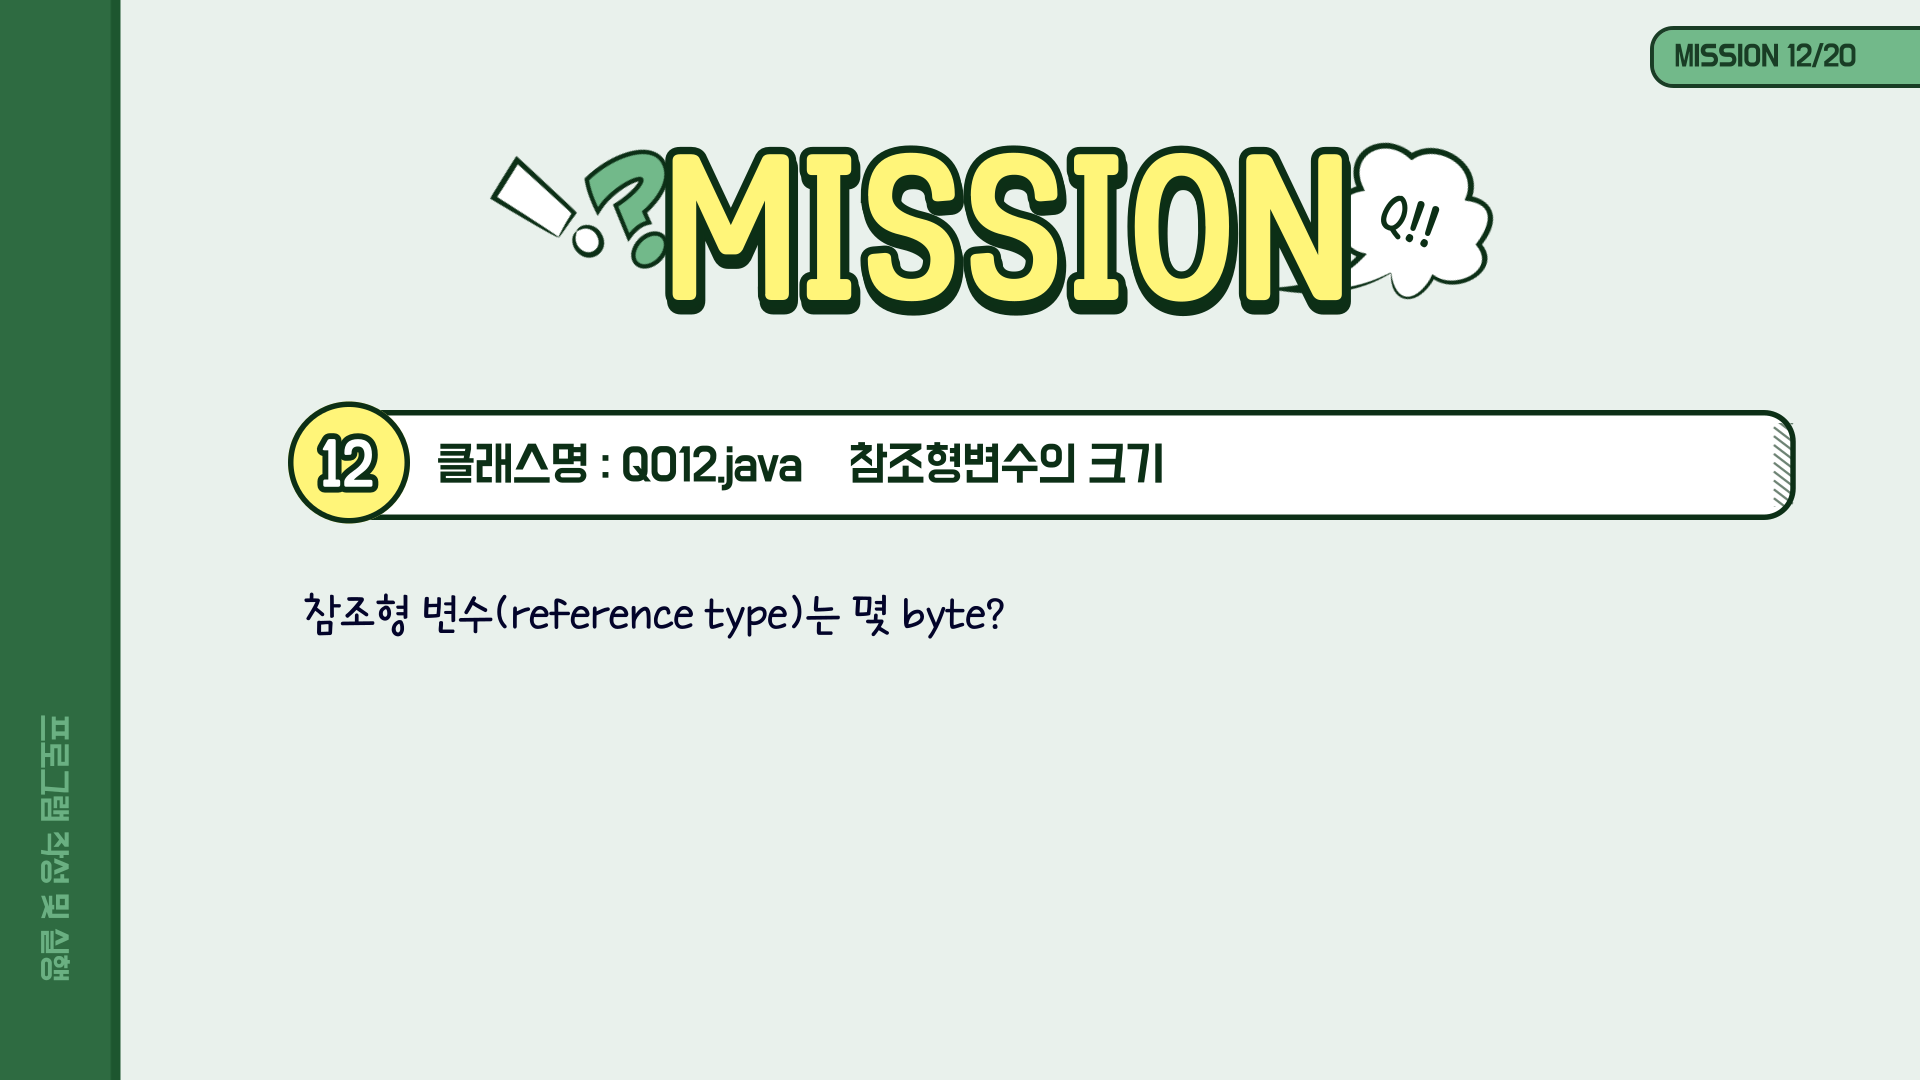 MISSION 12/20
MISSION
Q!!
12
클래스명 : Q012.java 참조형변수의 크기
참조형 변수(reference type)는 몇 byte?
프로그램 작성 및 실행